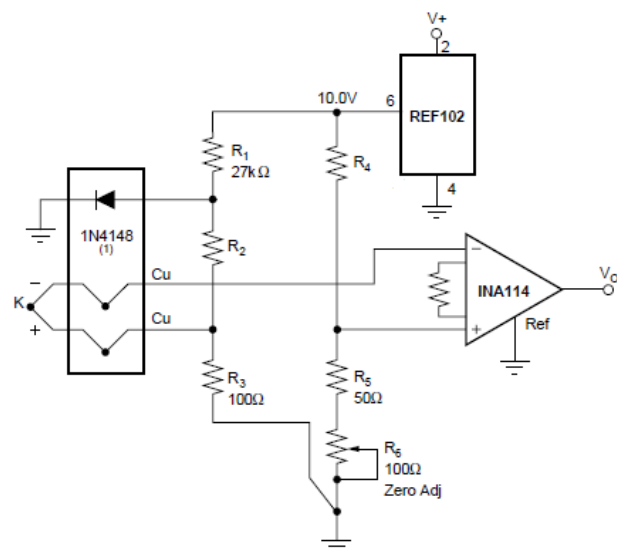 V+
2
10.0V
6
REF102
R1
27kΩ
R4
4
1N4148
(1)
R2
Cu
–
K
+
Cu
–
INA114
VO
+
Ref
R3
100Ω
R5
50Ω
R6
100Ω
Zero Adj